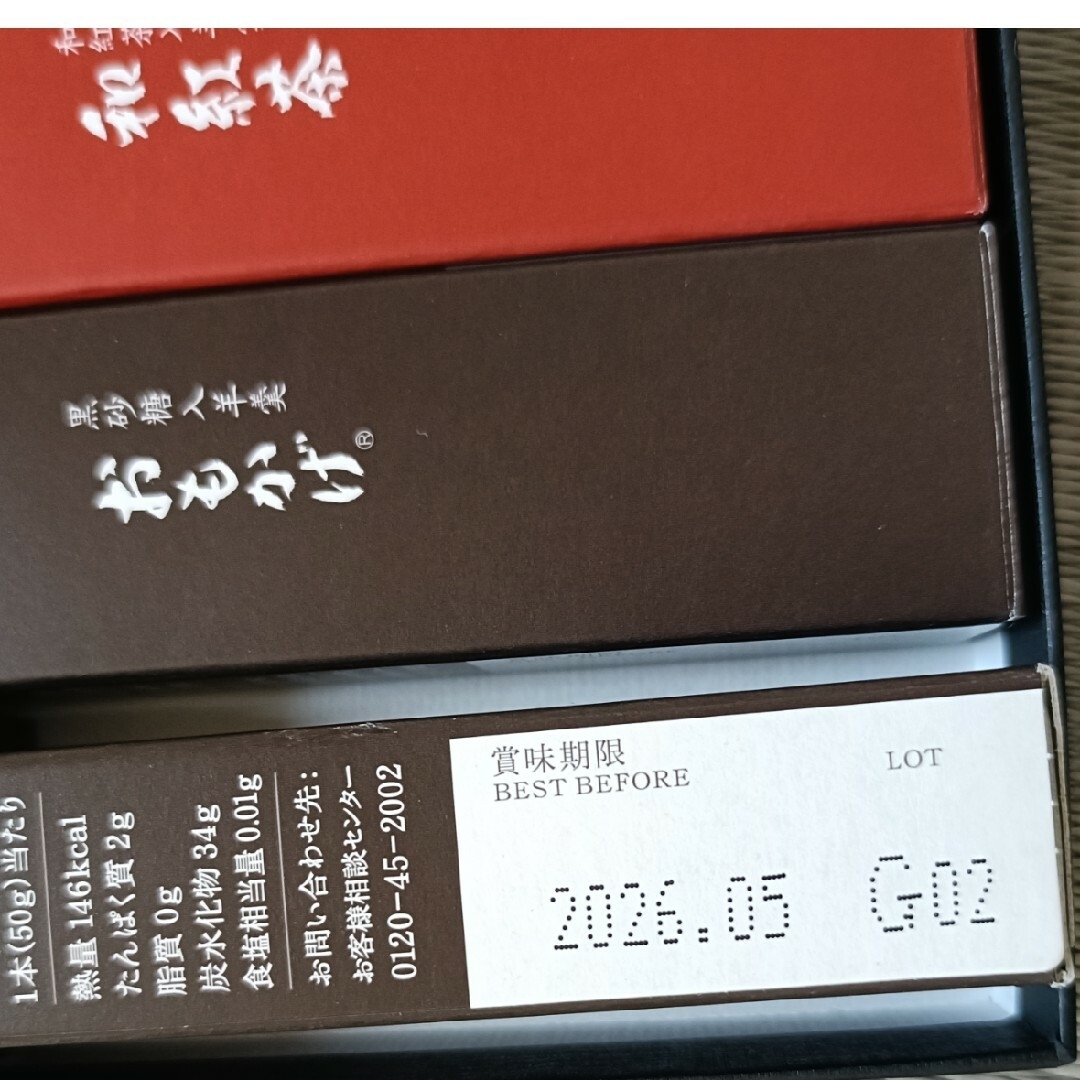 和紅茶
黒砂糖入羊羹
おもかげ®
1本(50g)当たり
熱量 146kcal
たんぱく質 2g
脂質 0g
炭水化物 34g
食塩相当量 0.01g
お問い合わせ先:
お客様相談センター
0120-45-2002
賞味期限
BEST BEFORE
LOT
2026.05
G02